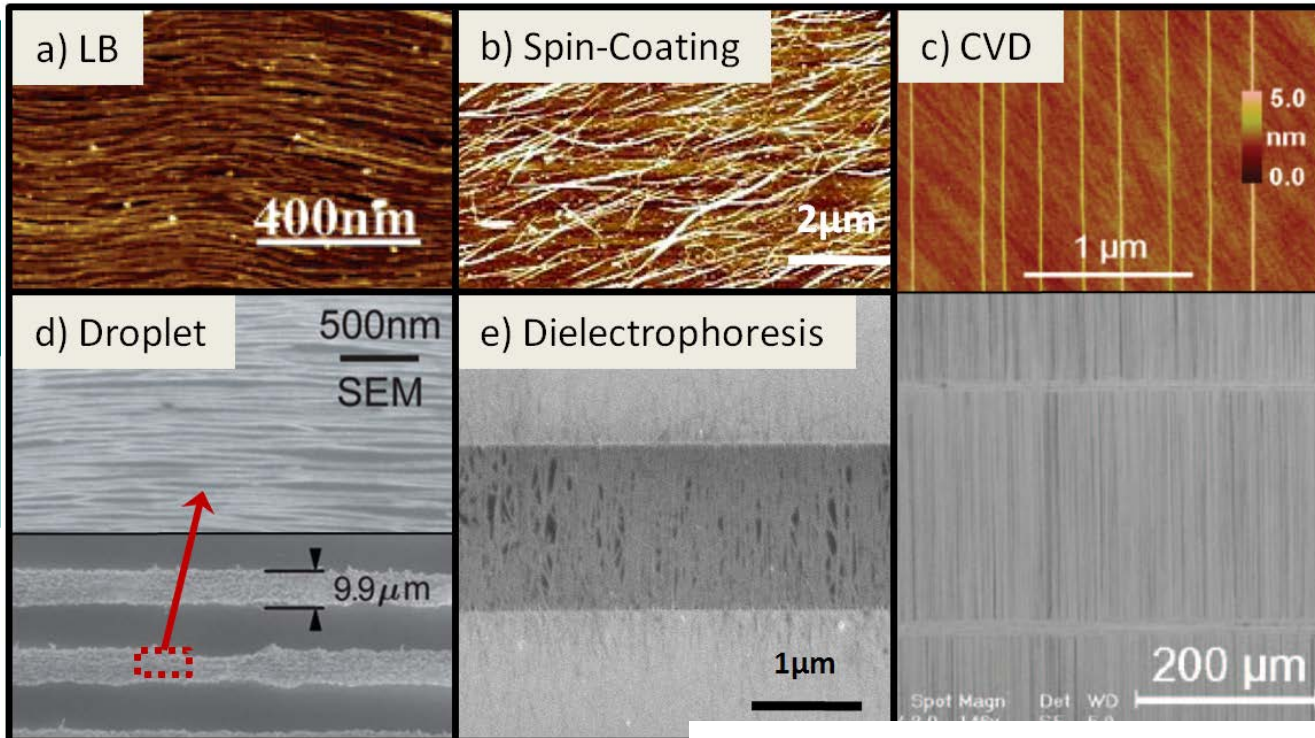 a) LB
400nm
b) Spin-Coating
2μm
c) CVD
5.0
nm
0.0
1 μm
d) Droplet
500nm
SEM
9.9μm
e) Dielectrophoresis
1μm
200 μm
Spot Magn Det WD